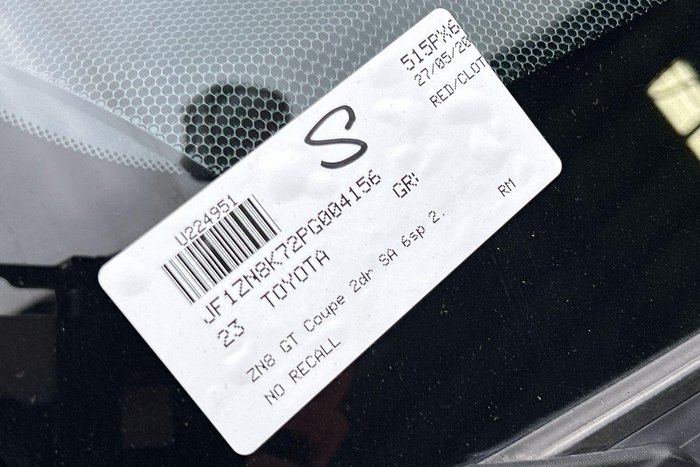 515PX6
27/05/20
RED/CLOT
S
U224951
JF1ZN8K72PG004156
23 TOYOTA GR
ZN8 GT Coupe 2dr SA 6sp 2.
NO RECALL RM